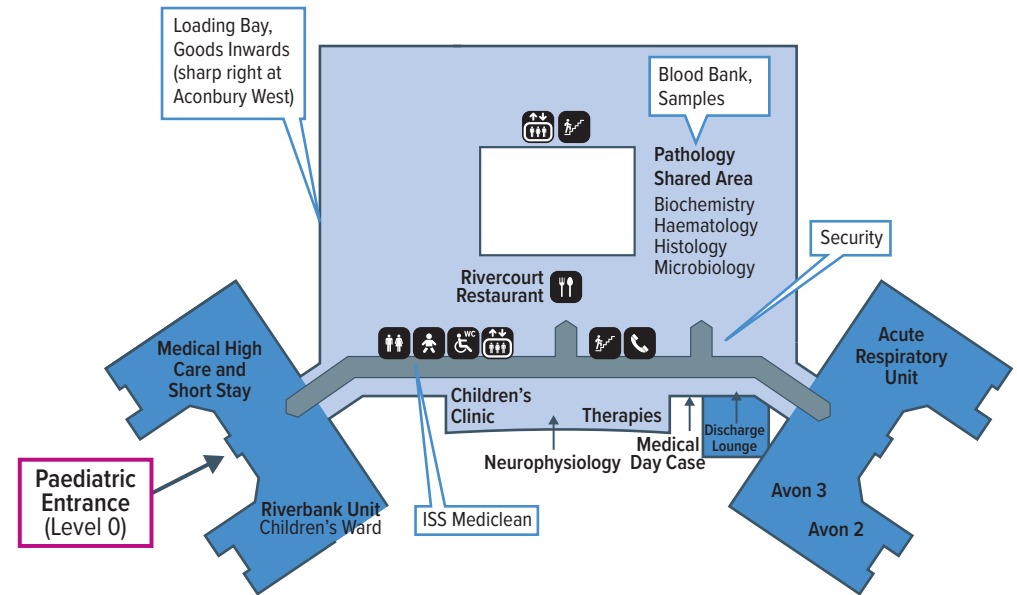 Loading Bay,
Goods Inwards
(sharp right at
Aconbury West)
Blood Bank,
Samples
Pathology
Shared Area
Biochemistry
Haematology
Histology
Microbiology
Security
Rivercourt
Restaurant
WC
Medical High
Care and
Short Stay
Acute
Respiratory
Unit
Children's
Clinic
Therapies
Discharge
Lounge
Neurophysiology
Medical
Day Case
Paediatric
Entrance
(Level 0)
Riverbank Unit
Children's Ward
ISS Mediclean
Avon 3
Avon 2